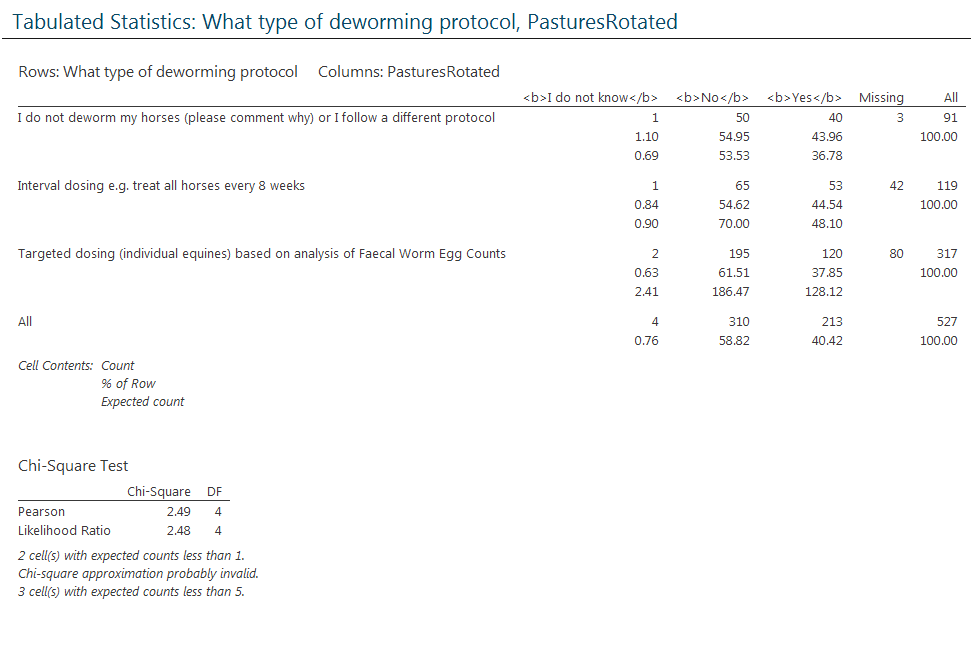 Tabulated Statistics: What type of deworming protocol, PasturesRotated
Rows: What type of deworming protocol Columns: PasturesRotated
<b>I do not know</b> <b>No</b> <b>Yes</b> Missing All
I do not deworm my horses (please comment why) or I follow a different protocol 1 50 40 3 91
1.10 54.95 43.96 100.00
0.69 53.53 36.78
Interval dosing e.g. treat all horses every 8 weeks 1 65 53 42 119
0.84 54.62 44.54 100.00
0.90 70.00 48.10
Targeted dosing (individual equines) based on analysis of Faecal Worm Egg Counts 2 195 120 80 317
0.63 61.51 37.85 100.00
2.41 186.47 128.12
All 4 310 213 527
0.76 58.82 40.42 100.00
Cell Contents: Count
% of Row
Expected count
Chi-Square Test
Chi-Square DF
Pearson 2.49 4
Likelihood Ratio 2.48 4
2 cell(s) with expected counts less than 1.
Chi-square approximation probably invalid.
3 cell(s) with expected counts less than 5.